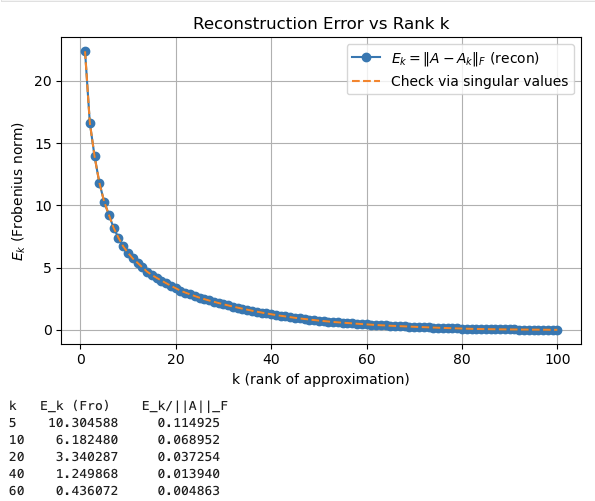 Reconstruction Error vs Rank k
E_k = ‖A − A_k‖_F (recon)
Check via singular values
E_k (Frobenius norm)
20
15
10
5
0
0 20 40 60 80 100
k (rank of approximation)
k E_k (Fro) E_k/||A||_F
5 10.304588 0.114925
10 6.182480 0.068952
20 3.340287 0.037254
40 1.249868 0.013940
60 0.436072 0.004863